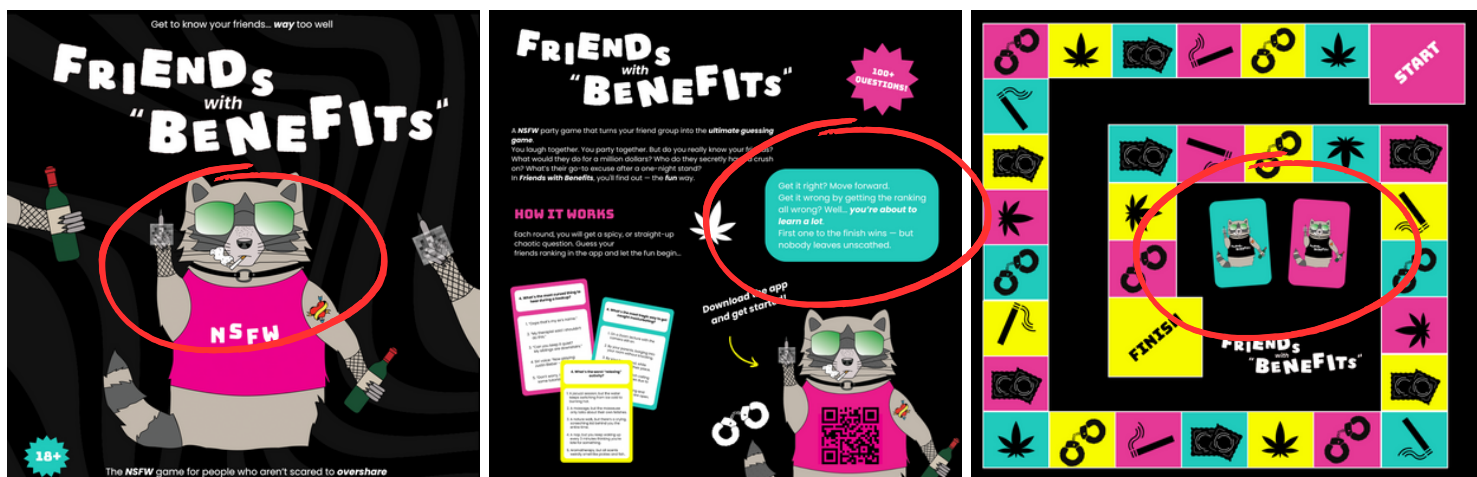 Get to know your friends... way too well
FRIENDS
with
"BENEFITS"
NSFW
18+
The NSFW game for people who aren't scared to overshare
FRIENDS
with
"BENEFITS"
100+
QUESTIONS!
A NSFW party game that turns your friend group into the ultimate guessing
game.
You laugh together. You party together. But do you really know your friends?
What would they do for a million dollars? Who do they secretly have a crush
on? What's their go-to excuse after a one-night stand?
In Friends with Benefits, you'll find out — the fun way.
Get it right? Move forward.
Get it wrong by getting the ranking
all wrong? Well... you're about to
learn a lot.
First one to the finish wins — but
nobody leaves unscathed.
HOW IT WORKS
Each round, you will get a spicy, or straight-up
chaotic question. Guess your
friends ranking in the app and let the fun begin...
Download the app
and get started!
START
FINISH
FRIENDS
with
"BENEFITS"